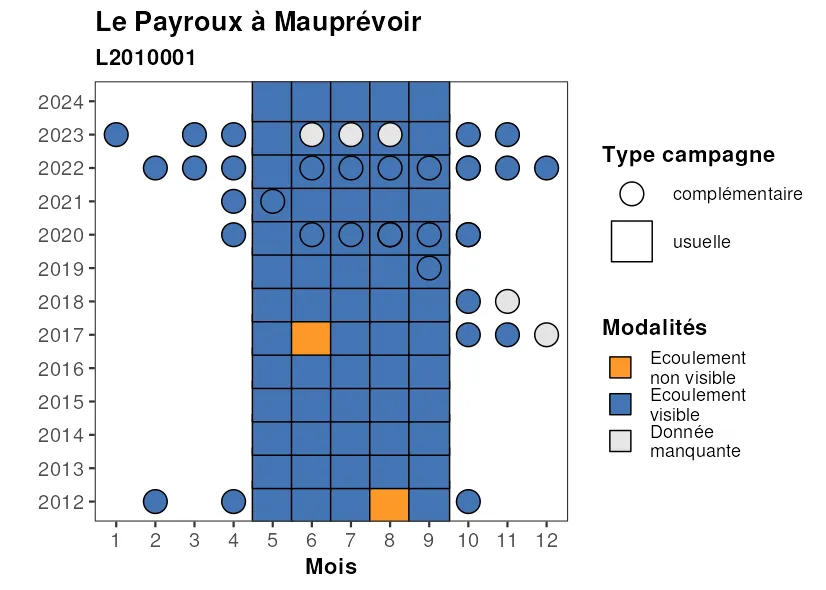 Le Payroux à Mauprévoir
L2010001
2024
2023
2022
2021
2020
2019
2018
2017
2016
2015
2014
2013
2012
1 2 3 4 5 6 7 8 9 10 11 12
Mois
Type campagne
complémentaire
usuelle
Modalités
Ecoulement
non visible
Ecoulement
visible
Donnée
manquante